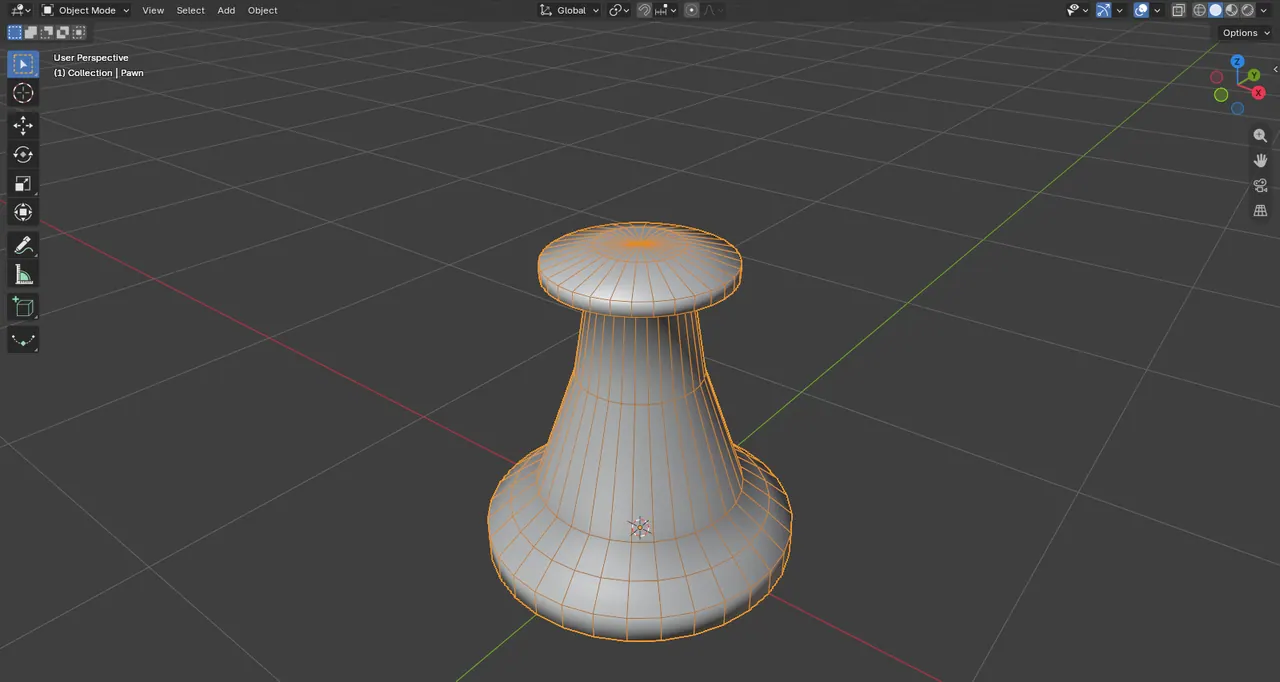 Object Mode View Select Add Object Global
Options
User Perspective
(1) Collection | Pawn
Z
Y
X